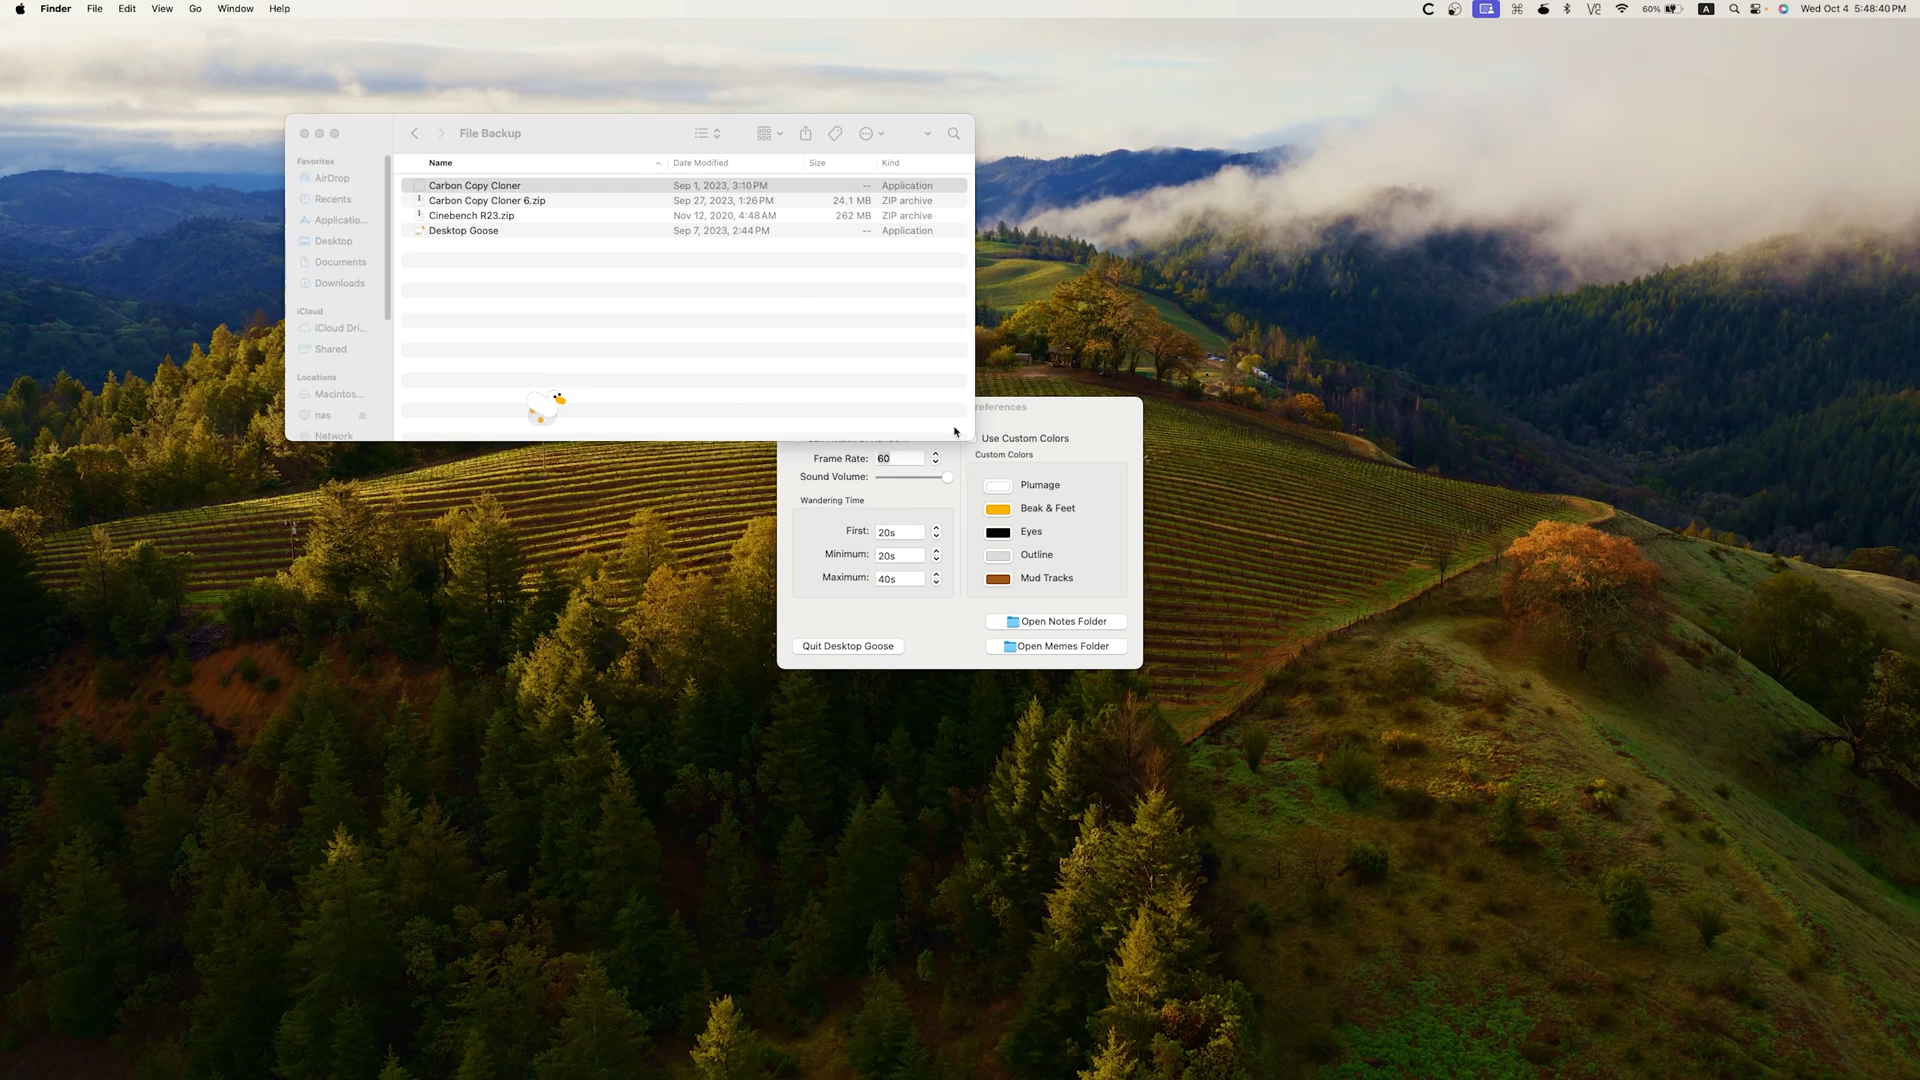 Finder File Edit View Go Window Help
60% A Wed Oct 4 5:48:40 PM
File Backup
Favorites
AirDrop
Recents
Applicatio...
Desktop
Documents
Downloads
iCloud
iCloud Dri...
Shared
Locations
Macintos...
nas
Network
Name Date Modified Size Kind
Carbon Copy Cloner Sep 1, 2023, 3:10 PM -- Application
Carbon Copy Cloner 6.zip Sep 27, 2023, 1:26 PM 24.1 MB ZIP archive
Cinebench R23.zip Nov 12, 2020, 4:48 AM 262 MB ZIP archive
Desktop Goose Sep 7, 2023, 2:44 PM -- Application
references
Frame Rate: 60
Sound Volume:
Wandering Time
First: 20s
Minimum: 20s
Maximum: 40s
Quit Desktop Goose
Use Custom Colors
Custom Colors
Plumage
Beak & Feet
Eyes
Outline
Mud Tracks
Open Notes Folder
Open Memes Folder